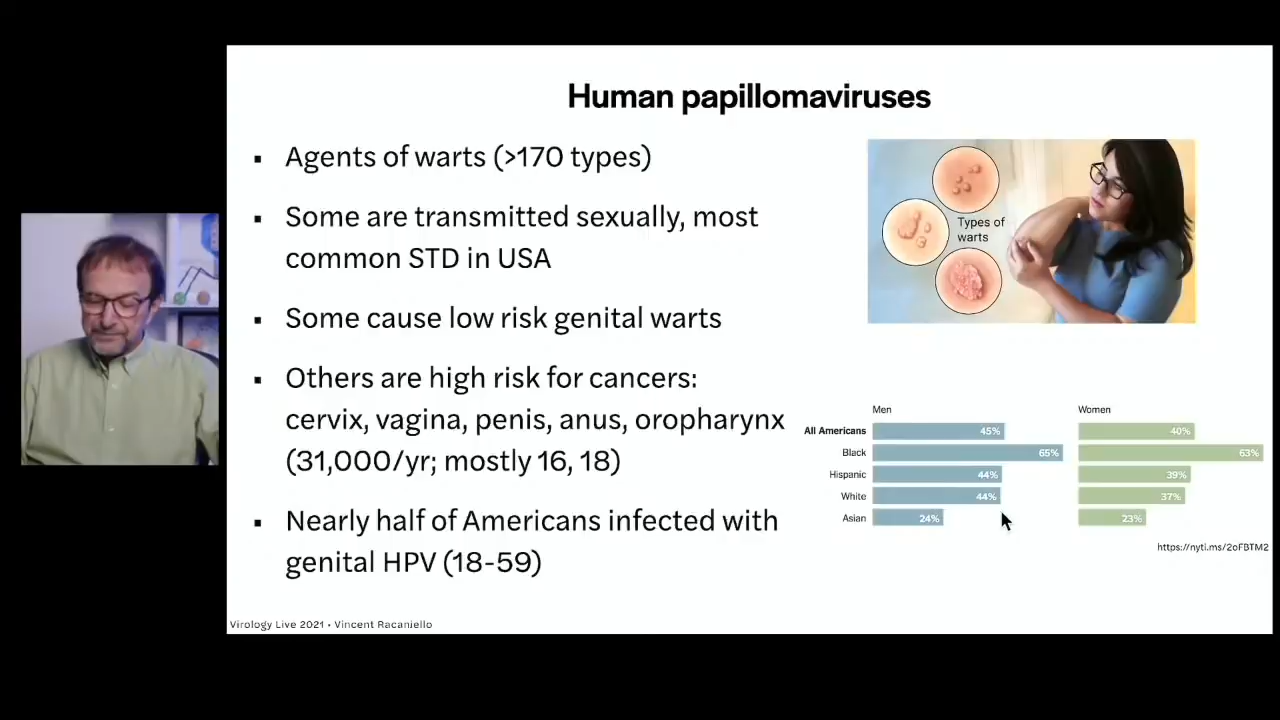 Human papillomaviruses
▪ Agents of warts (>170 types)
▪ Some are transmitted sexually, most
common STD in USA
▪ Some cause low risk genital warts
▪ Others are high risk for cancers:
cervix, vagina, penis, anus, oropharynx
(31,000/yr; mostly 16, 18)
▪ Nearly half of Americans infected with
genital HPV (18-59)
Types of
warts
Men Women
All Americans 45% 40%
Black 65% 63%
Hispanic 44% 39%
White 44% 37%
Asian 24% 23%
https://nyti.ms/2oFBTM2
Virology Live 2021 • Vincent Racaniello